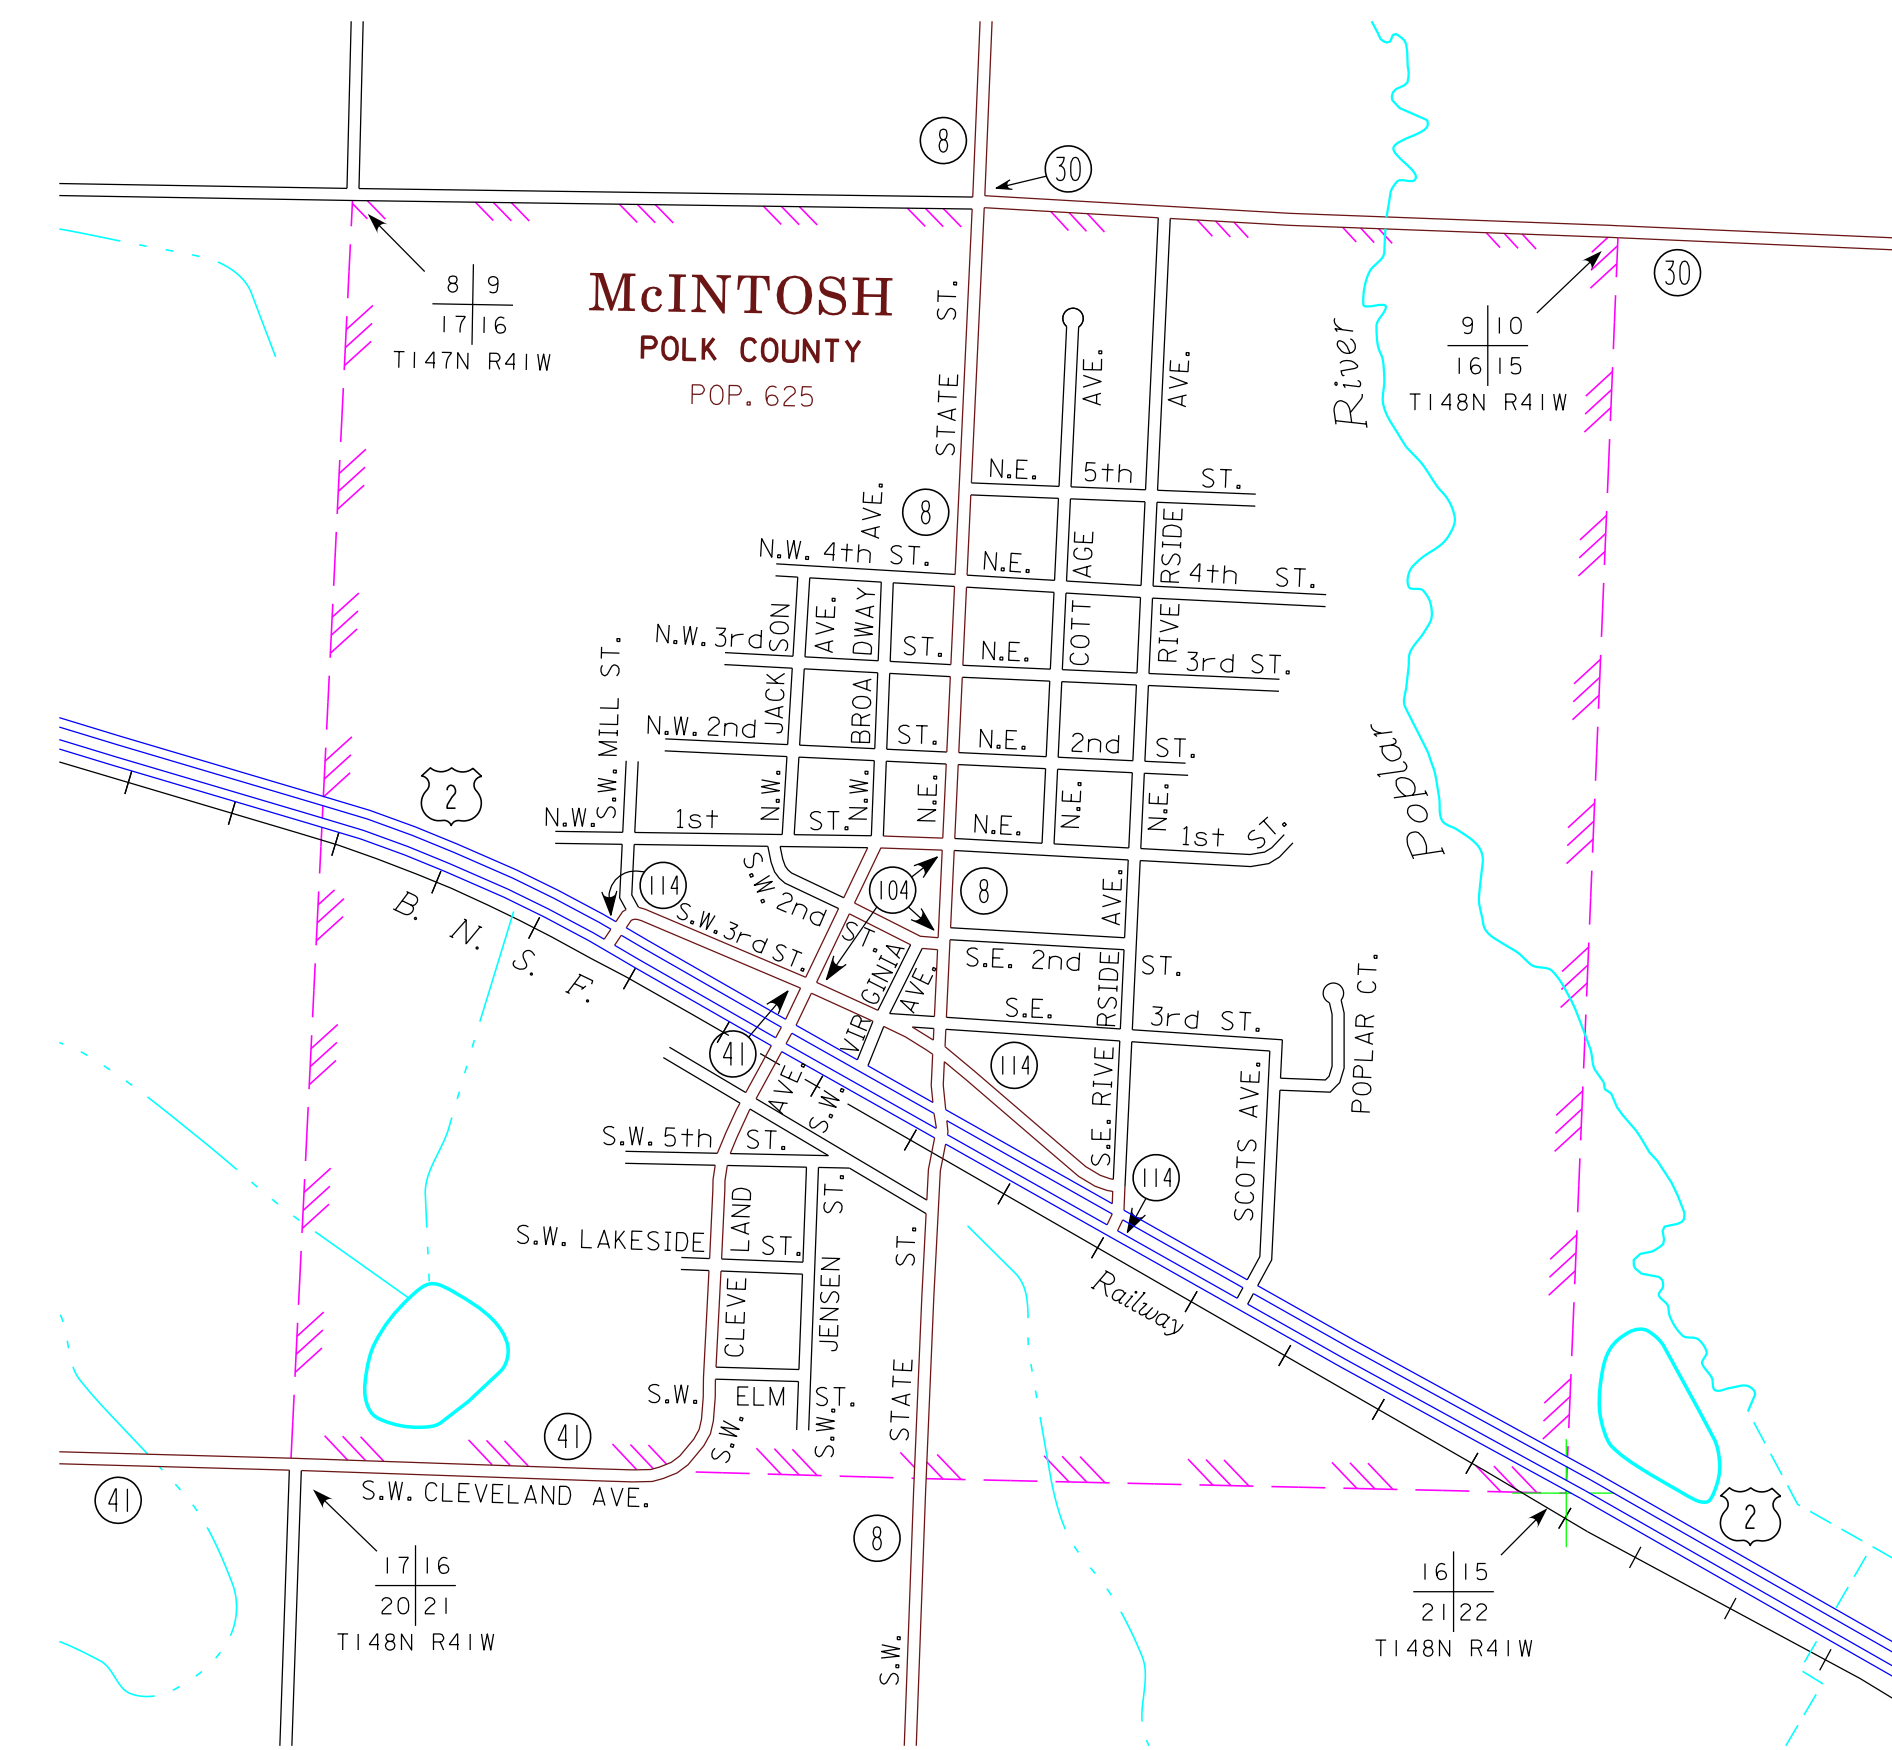 8
30
8 9
17 16
T147N R41W
McINTOSH
POLK COUNTY
POP. 625
STATE ST.
AVE.
AVE.
River
9 10
16 15
T148N R41W
30
N.E. 5th ST.
8
AVE.
N.W. 4th ST.
N.E.
4th ST.
AGE
RSIDE
SON
AVE.
DWAY
COTT
RIVE
N.W. 3rd
ST.
N.E.
3rd ST.
S.W. MILL ST.
JACK
BROA
N.W. 2nd
ST.
N.E. 2nd ST.
Poplar
2
N.W.
N.W.
N.E.
N.E.
N.E.
N.W. 1st ST.
N.E.
1st ST.
114
104
8
S.W. 2nd
ST.
S.W. 3rd ST.
AVE.
B. N. S. F.
GINIA
AVE.
VIR
S.E. 2nd ST.
RSIDE
S.E. 3rd ST.
POPLAR CT.
41
114
AVE.
S.W.
S.E. RIVE
SCOTS AVE.
S.W. 5th ST.
114
LAND
ST.
S.W. LAKESIDE ST.
ST.
CLEVE
JENSEN
Railway
STATE
S.W. ELM ST.
S.W.
S.W.
41
41
S.W. CLEVELAND AVE.
8
2
17 16
20 21
T148N R41W
16 15
21 22
T148N R41W
S.W.